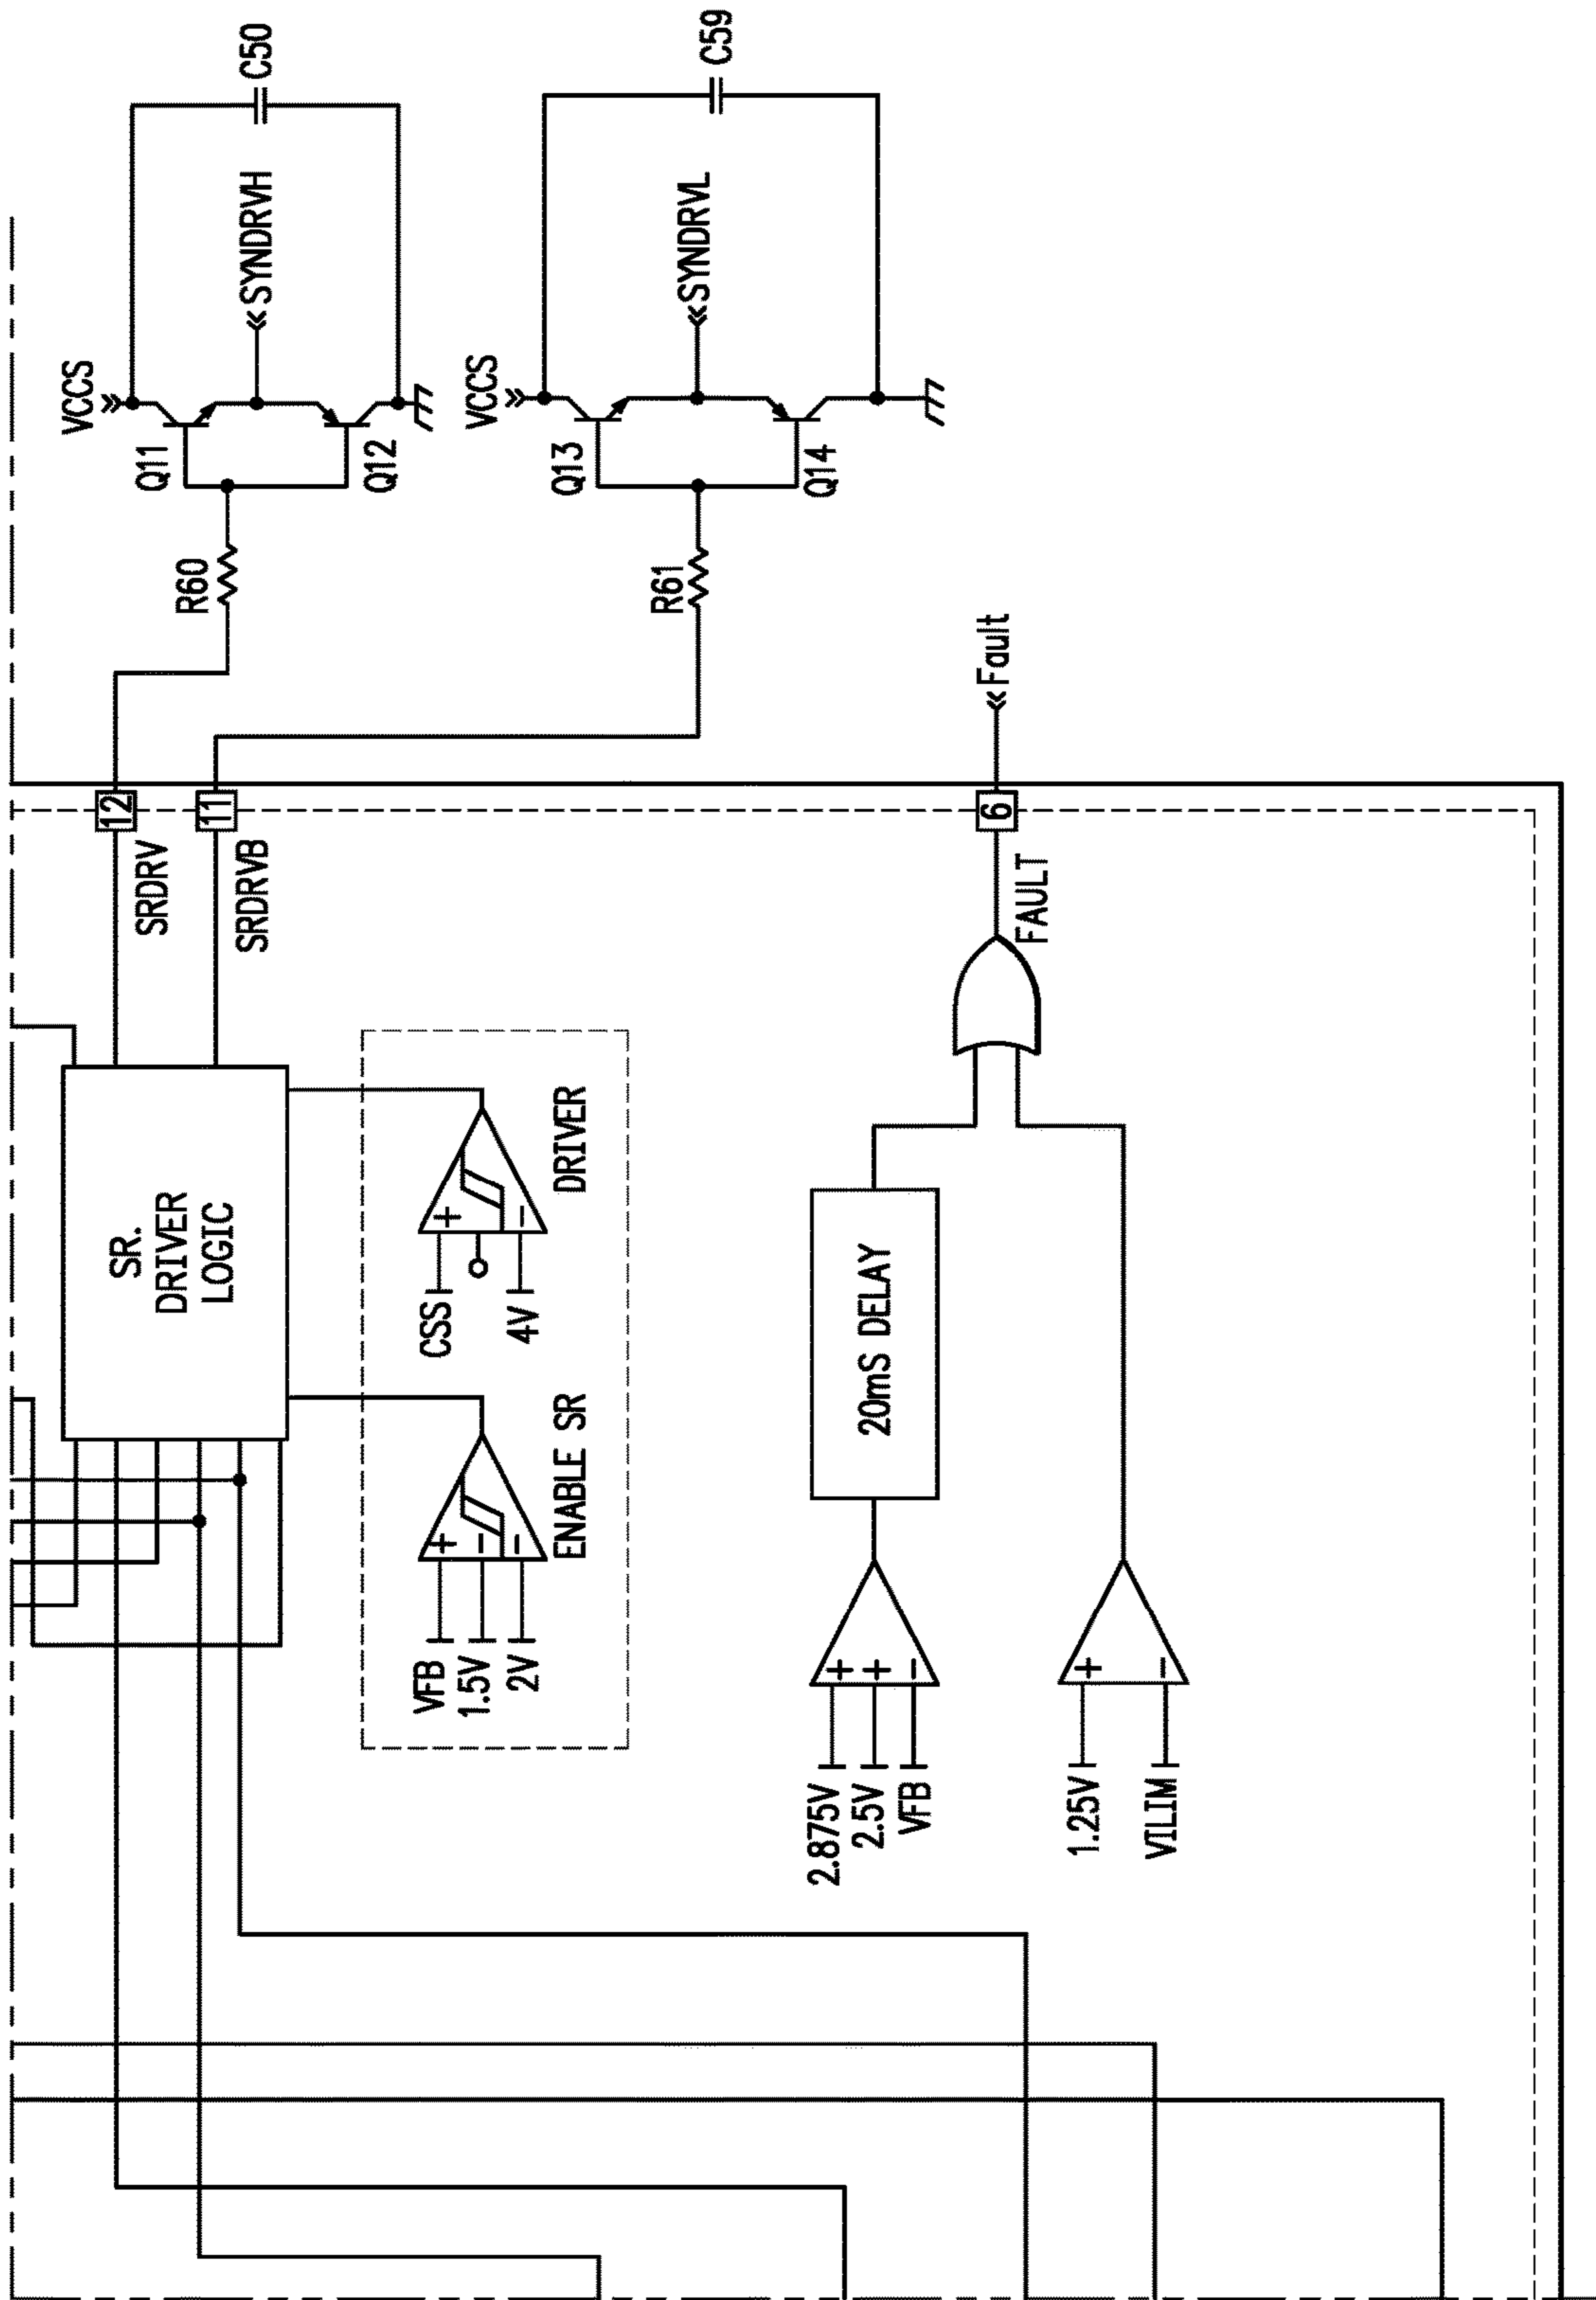 VCCS
Q11
Q12
R60
SYNDRVH
C50
VCCS
Q13
Q14
R61
SYNDRVL
C59
12
11
SRDRV
SRDRVB
SR.
DRIVER
LOGIC
VFB
1.5V
2V
ENABLE SR
CSS
4V
DRIVER
2.875V
2.5V
VFB
20mS DELAY
1.25V
VILIM
FAULT
6
Fault